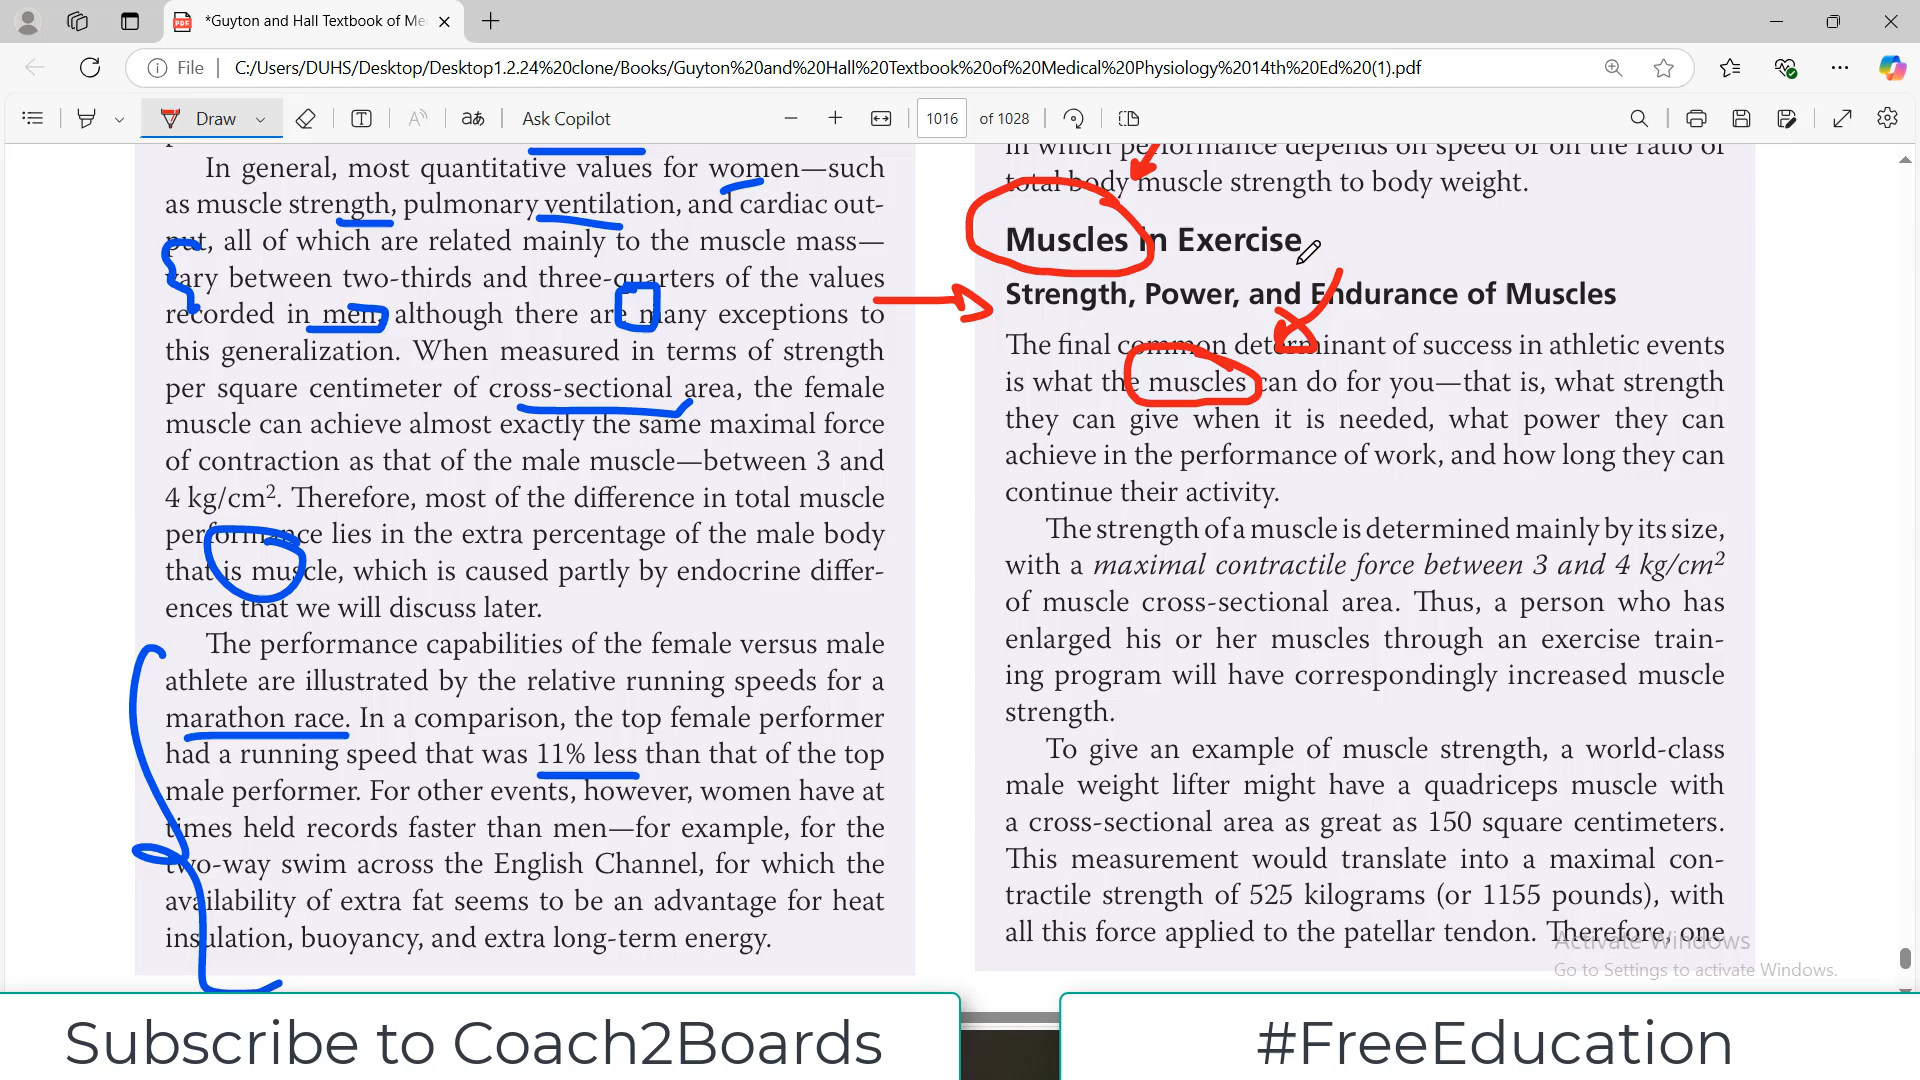 *Guyton and Hall Textbook of Me
File
C:/Users/DUHS/Desktop/Desktop1.2.24%20clone/Books/Guyton%20and%20Hall%20Textbook%20of%20Medical%20Physiology%2014th%20Ed%20(1).pdf
Draw
Ask Copilot
1016 of 1028
In general, most quantitative values for women—such
as muscle strength, pulmonary ventilation, and cardiac out-
put, all of which are related mainly to the muscle mass—
vary between two-thirds and three-quarters of the values
recorded in men, although there are many exceptions to
this generalization. When measured in terms of strength
per square centimeter of cross-sectional area, the female
muscle can achieve almost exactly the same maximal force
of contraction as that of the male muscle—between 3 and
4 kg/cm². Therefore, most of the difference in total muscle
performance lies in the extra percentage of the male body
that is muscle, which is caused partly by endocrine differ-
ences that we will discuss later.
The performance capabilities of the female versus male
athlete are illustrated by the relative running speeds for a
marathon race. In a comparison, the top female performer
had a running speed that was 11% less than that of the top
male performer. For other events, however, women have at
times held records faster than men—for example, for the
two-way swim across the English Channel, for which the
availability of extra fat seems to be an advantage for heat
insulation, buoyancy, and extra long-term energy.
in which performance depends on speed or on the ratio of
total body muscle strength to body weight.
Muscles in Exercise
Strength, Power, and Endurance of Muscles
The final common determinant of success in athletic events
is what the muscles can do for you—that is, what strength
they can give when it is needed, what power they can
achieve in the performance of work, and how long they can
continue their activity.
The strength of a muscle is determined mainly by its size,
with a maximal contractile force between 3 and 4 kg/cm²
of muscle cross-sectional area. Thus, a person who has
enlarged his or her muscles through an exercise train-
ing program will have correspondingly increased muscle
strength.
To give an example of muscle strength, a world-class
male weight lifter might have a quadriceps muscle with
a cross-sectional area as great as 150 square centimeters.
This measurement would translate into a maximal con-
tractile strength of 525 kilograms (or 1155 pounds), with
all this force applied to the patellar tendon. Therefore, one
Activate Windows
Go to Settings to activate Windows.
Subscribe to Coach2Boards
#FreeEducation